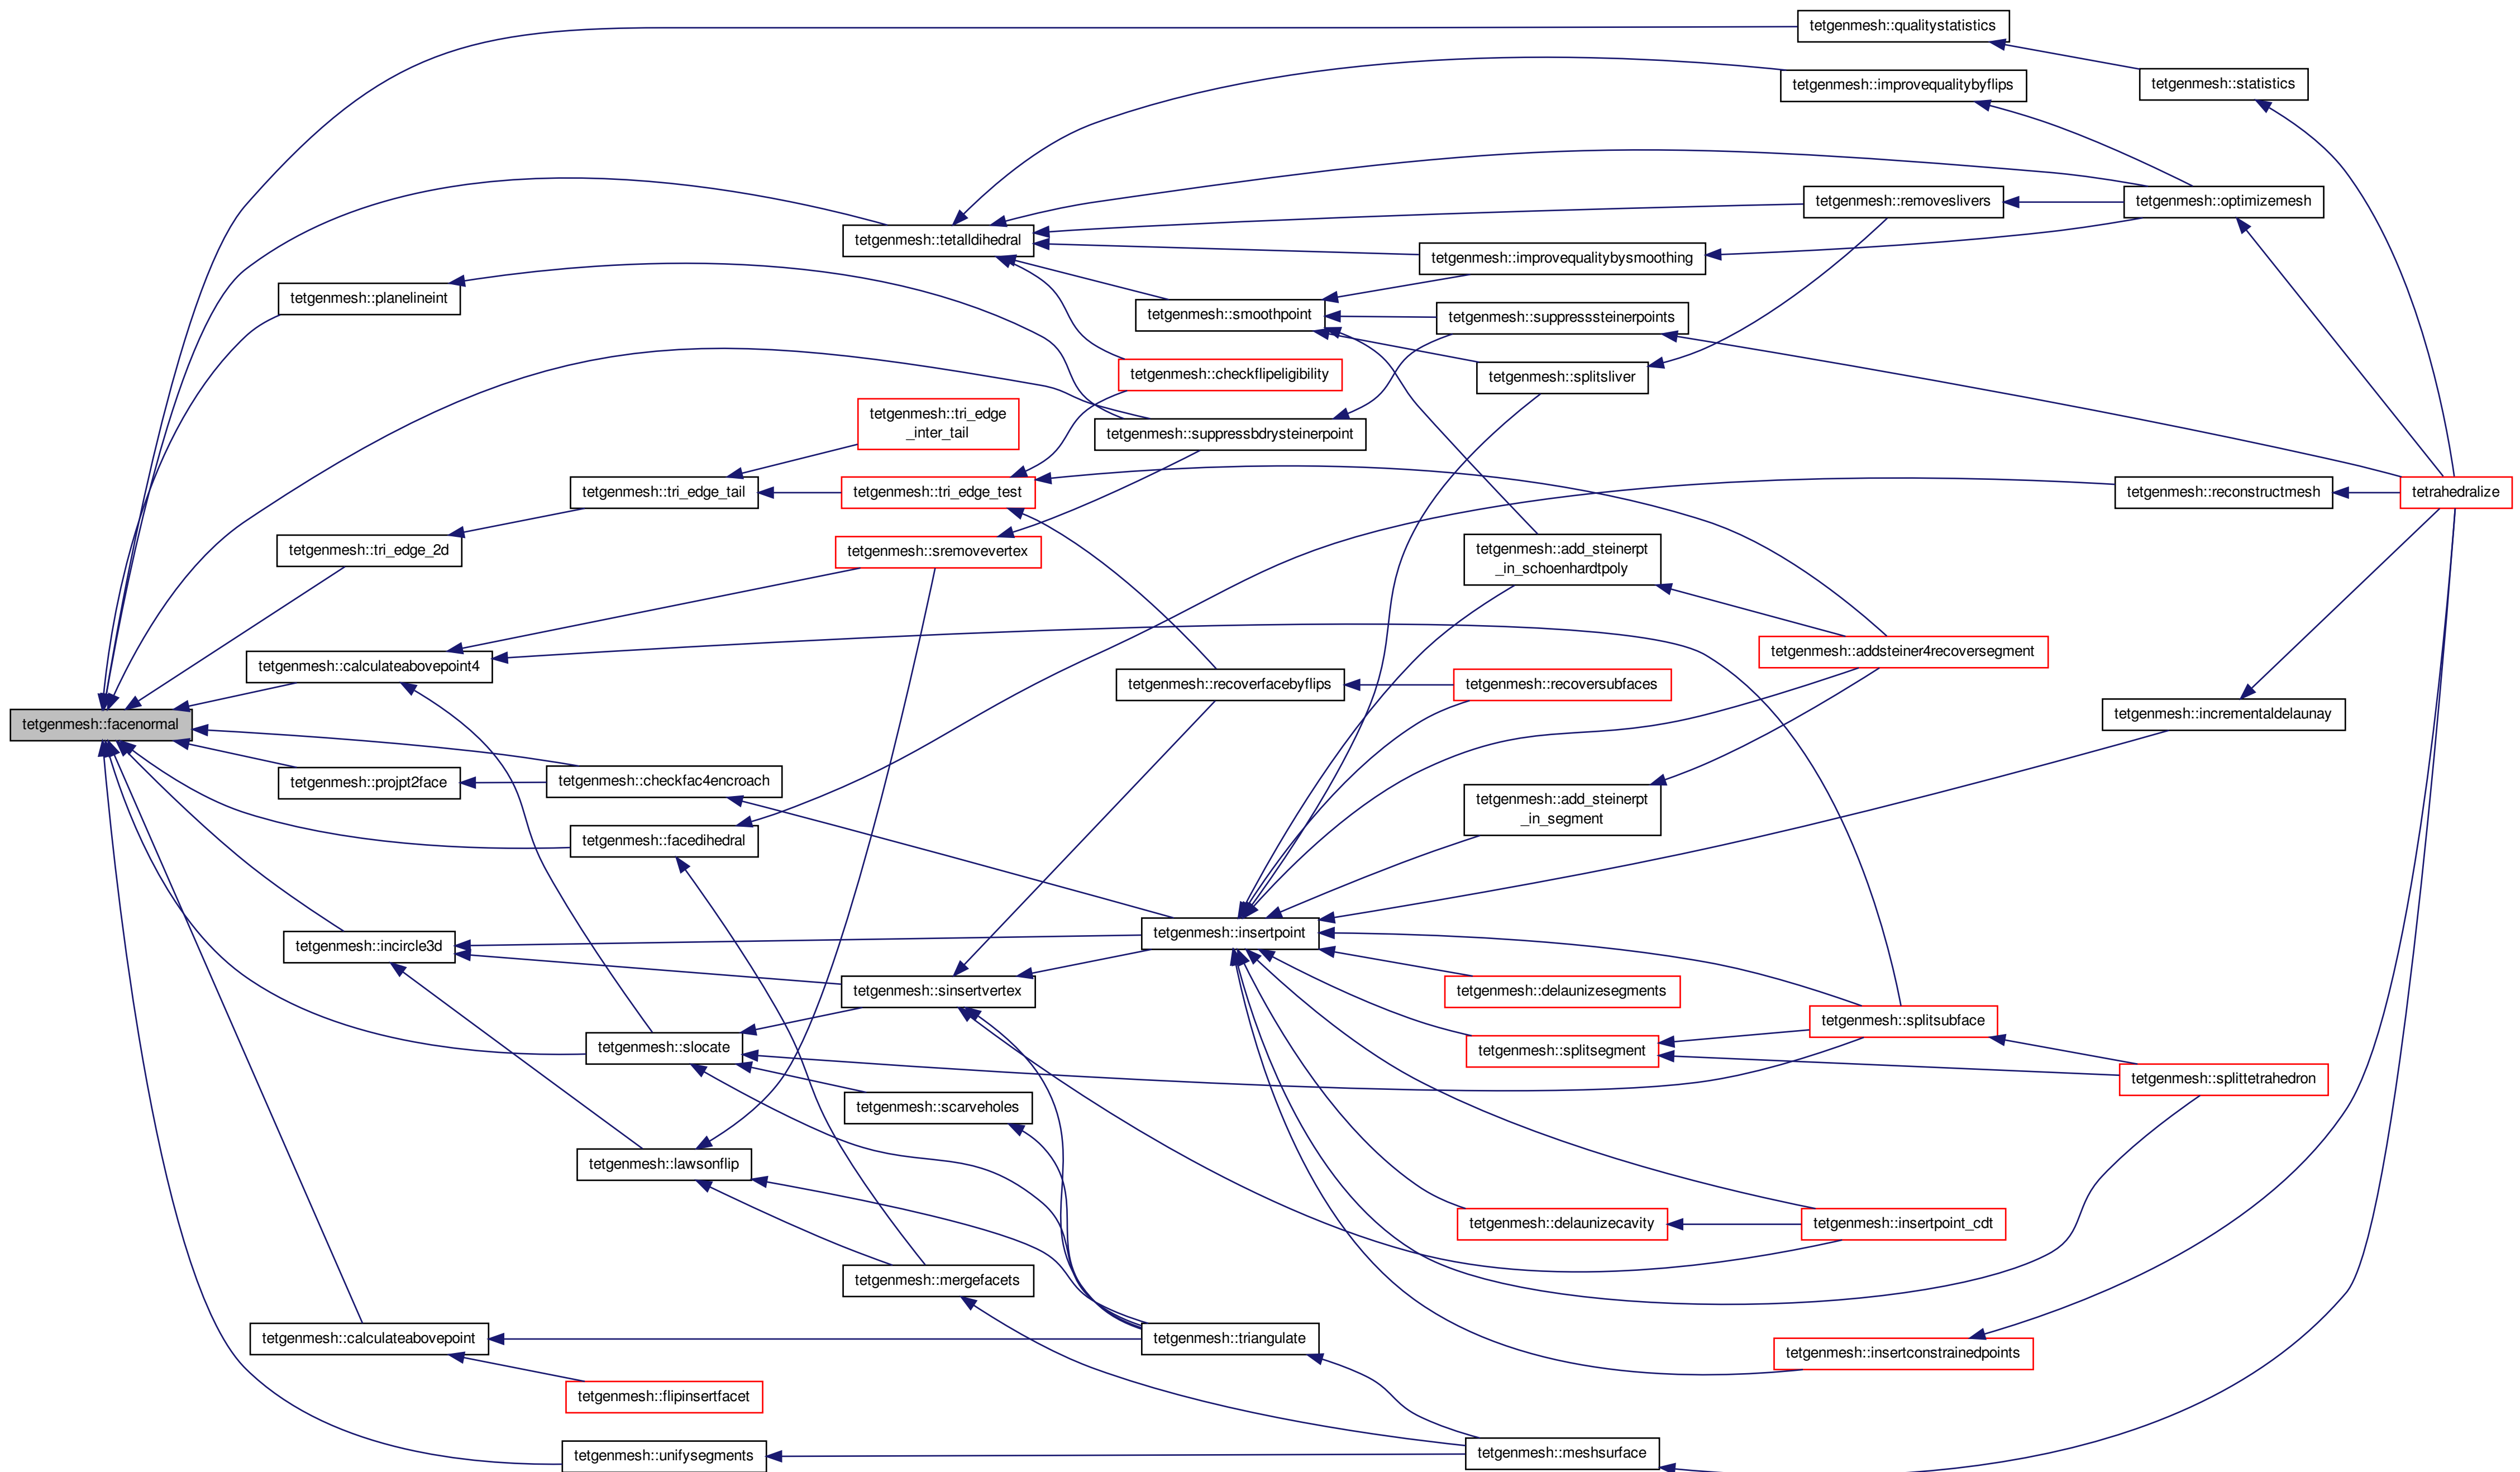 tetgenmesh::qualitystatistics
tetgenmesh::improvequalitybyflips
tetgenmesh::statistics
tetgenmesh::removeslivers
tetgenmesh::optimizemesh
tetgenmesh::tetalldihedral
tetgenmesh::improvequalitybysmoothing
tetgenmesh::planelineint
tetgenmesh::smoothpoint
tetgenmesh::suppresssteinerpoints
tetgenmesh::checkflipeligibility
tetgenmesh::splitsliver
tetgenmesh::tri_edge
_inter_tail
tetgenmesh::suppressbdrysteinerpoint
tetgenmesh::tri_edge_tail
tetgenmesh::tri_edge_test
tetgenmesh::reconstructmesh
tetrahedralize
tetgenmesh::tri_edge_2d
tetgenmesh::sremovevertex
tetgenmesh::add_steinerpt
_in_schoenhardtpoly
tetgenmesh::calculateabovepoint4
tetgenmesh::addsteiner4recoversegment
tetgenmesh::recoverfacebyflips
tetgenmesh::recoversubfaces
tetgenmesh::facenormal
tetgenmesh::incrementaldelaunay
tetgenmesh::projpt2face
tetgenmesh::checkfac4encroach
tetgenmesh::add_steinerpt
_in_segment
tetgenmesh::facedihedral
tetgenmesh::incircle3d
tetgenmesh::insertpoint
tetgenmesh::sinsertvertex
tetgenmesh::delaunizesegments
tetgenmesh::slocate
tetgenmesh::splitsegment
tetgenmesh::splitsubface
tetgenmesh::splittetrahedron
tetgenmesh::scarveholes
tetgenmesh::lawsonflip
tetgenmesh::delaunizecavity
tetgenmesh::insertpoint_cdt
tetgenmesh::mergefacets
tetgenmesh::calculateabovepoint
tetgenmesh::triangulate
tetgenmesh::insertconstrainedpoints
tetgenmesh::flipinsertfacet
tetgenmesh::unifysegments
tetgenmesh::meshsurface